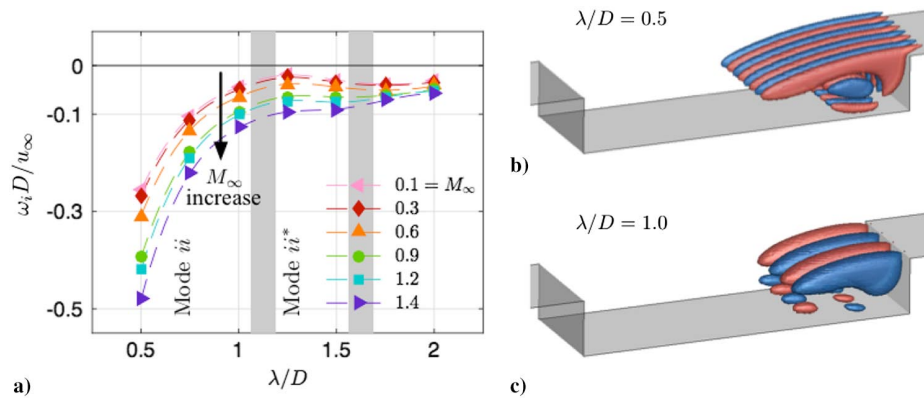 0
-0.1
-0.3
-0.5
ω_i D/u_∞
M_∞
increase
Mode ii
Mode ii*
0.1 = M_∞
0.3
0.6
0.9
1.2
1.4
0.5
1
1.5
2
λ/D
a)
λ/D = 0.5
b)
λ/D = 1.0
c)